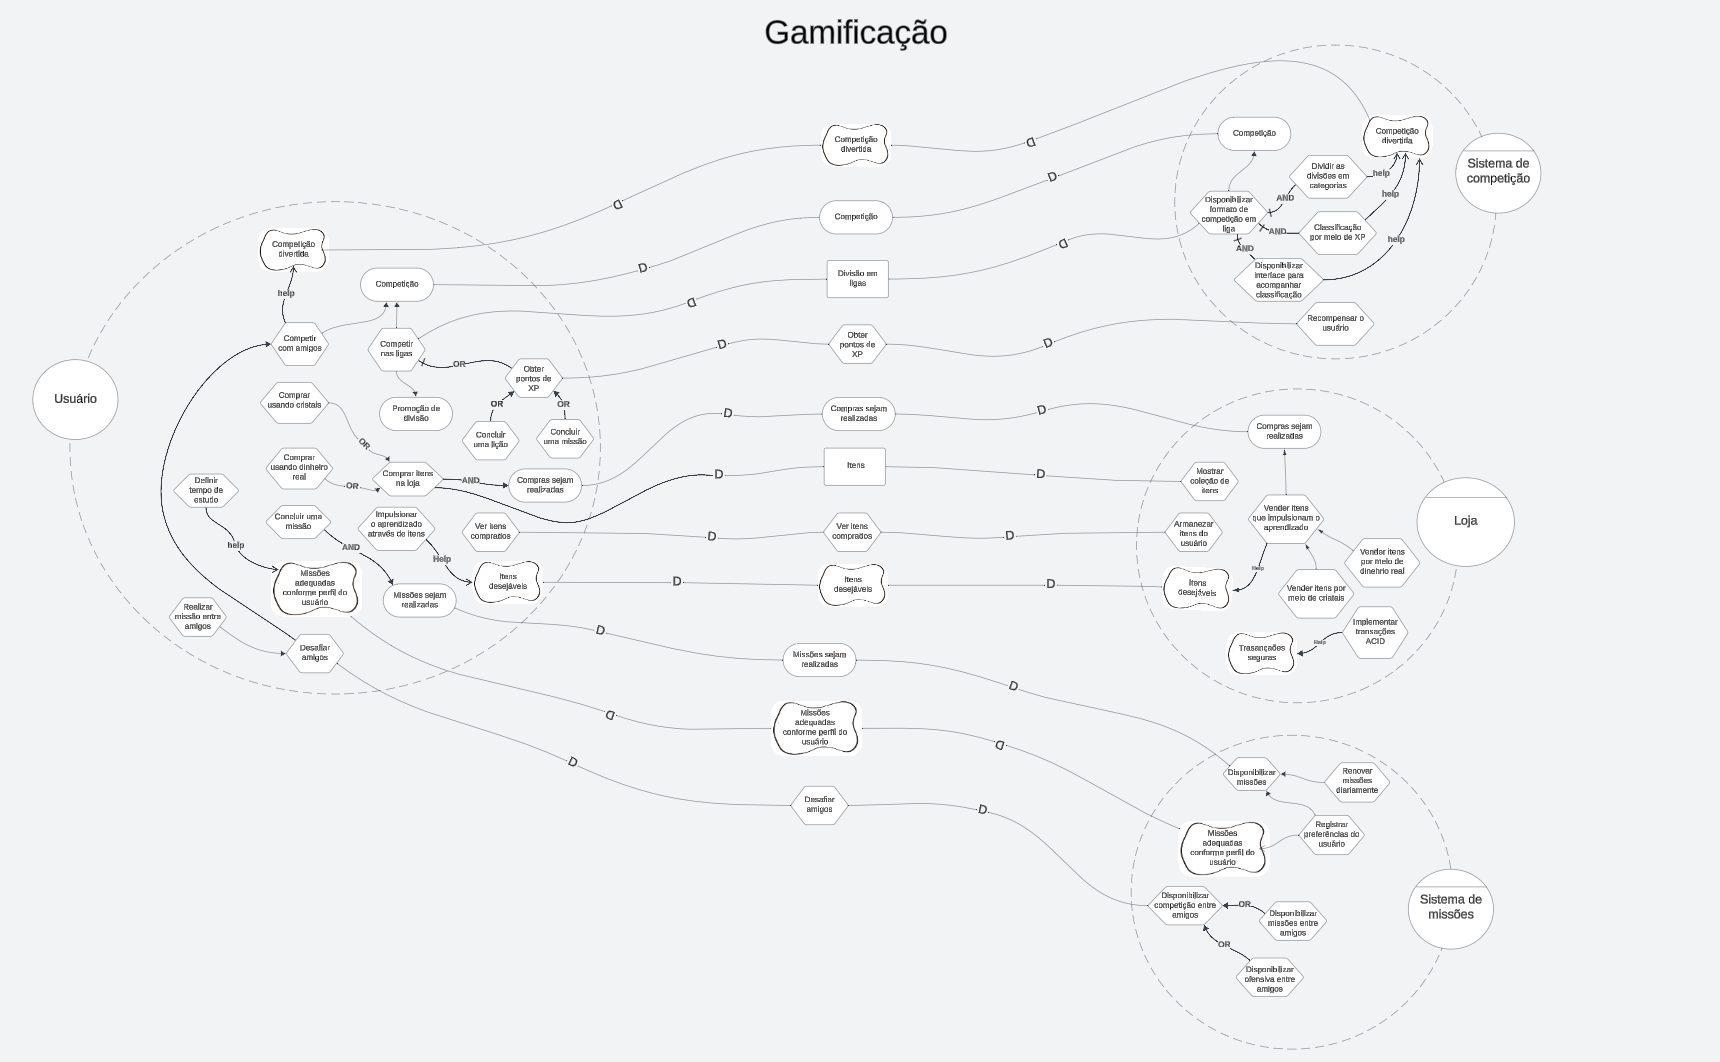 Gamificação
Usuário
Competição
divertida
help
Competição
Competir
com amigos
Competir
nas ligas
OR
Obter
pontos de
XP
Promoção de
divisão
OR
OR
Concluir
uma lição
Concluir
uma missão
Comprar
usando cristais
OR
Comprar
usando dinheiro
real
OR
Comprar itens
na loja
AND
Compras sejam
realizadas
Definir
tempo de
estudo
help
Concluir uma
missão
AND
Impulsionar
o aprendizado
através de itens
Help
Ver itens
comprados
Itens
desejáveis
Missões
adequadas
conforme perfil do
usuário
Missões sejam
realizadas
Realizar
missão entre
amigos
Desafiar
amigos
D
Competição
divertida
D
D
Competição
D
D
Divisão em
ligas
D
D
Obter
pontos de
XP
D
D
Compras sejam
realizadas
D
D
Itens
D
D
Ver itens
comprados
D
D
Itens
desejáveis
D
D
Missões sejam
realizadas
D
D
Missões
adequadas
conforme perfil do
usuário
D
D
Desafiar
amigos
D
Sistema de
competição
Competição
Competição
divertida
Dividir as
divisões em
categorias
help
AND
Disponibilizar
formato de
competição em
liga
help
Classificação
por meio de XP
AND
AND
help
Disponibilizar
interface para
acompanhar
classificação
Recompensar o
usuário
Loja
Compras sejam
realizadas
Mostrar
coleção de
itens
Vender itens
que impulsionam o
aprendizado
Armanezar
itens do
usuário
Vender itens
por meio de
dinehrio real
Help
Itens
desejáveis
Vender itens por
meio de cristais
Implementar
transações
ACID
Help
Trasançações
seguras
Sistema de
missões
Disponibilizar
missões
Renovar
missões
diariamente
Registrar
preferências do
usuário
Missões
adequadas
conforme perfil do
usuário
Disponibilizar
competição entre
amigos
OR
Disponibilizar
missões entre
amigos
OR
Disponibilizar
ofensiva entre
amigos